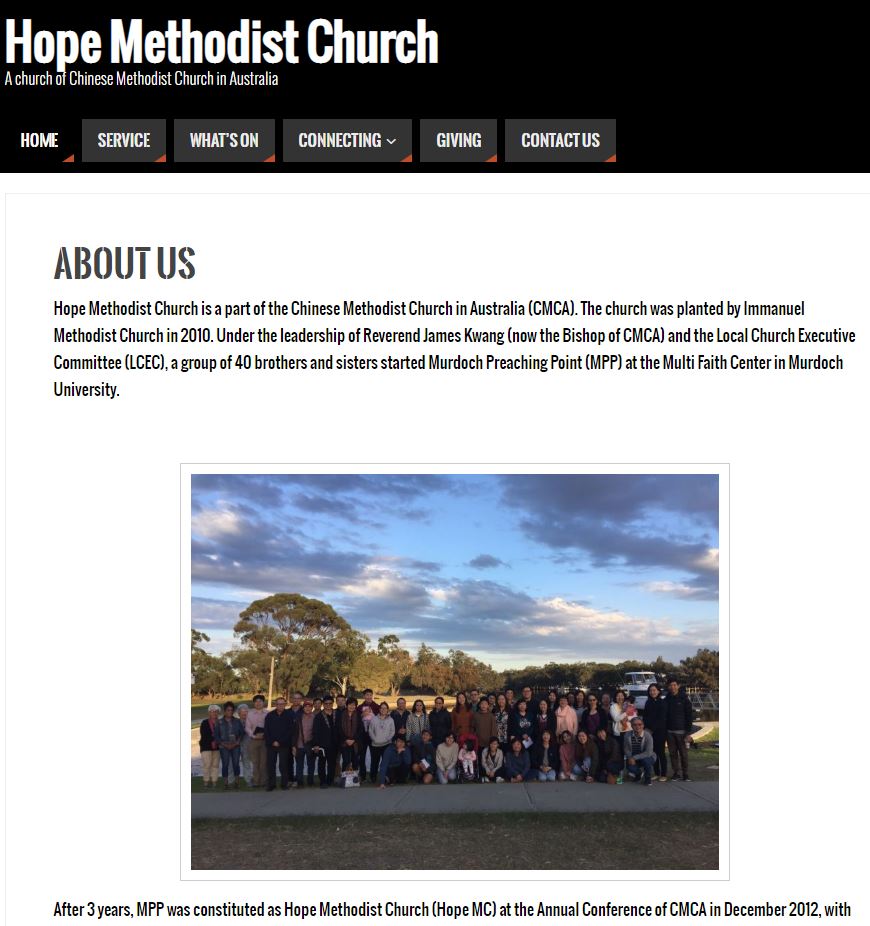 Hope Methodist Church
A church of Chinese Methodist Church in Australia
HOME SERVICE WHAT'S ON CONNECTING GIVING CONTACT US
ABOUT US
Hope Methodist Church is a part of the Chinese Methodist Church in Australia (CMCA). The church was planted by Immanuel
Methodist Church in 2010. Under the leadership of Reverend James Kwang (now the Bishop of CMCA) and the Local Church Executive
Committee (LCEC), a group of 40 brothers and sisters started Murdoch Preaching Point (MPP) at the Multi Faith Center in Murdoch
University.
After 3 years, MPP was constituted as Hope Methodist Church (Hope MC) at the Annual Conference of CMCA in December 2012, with